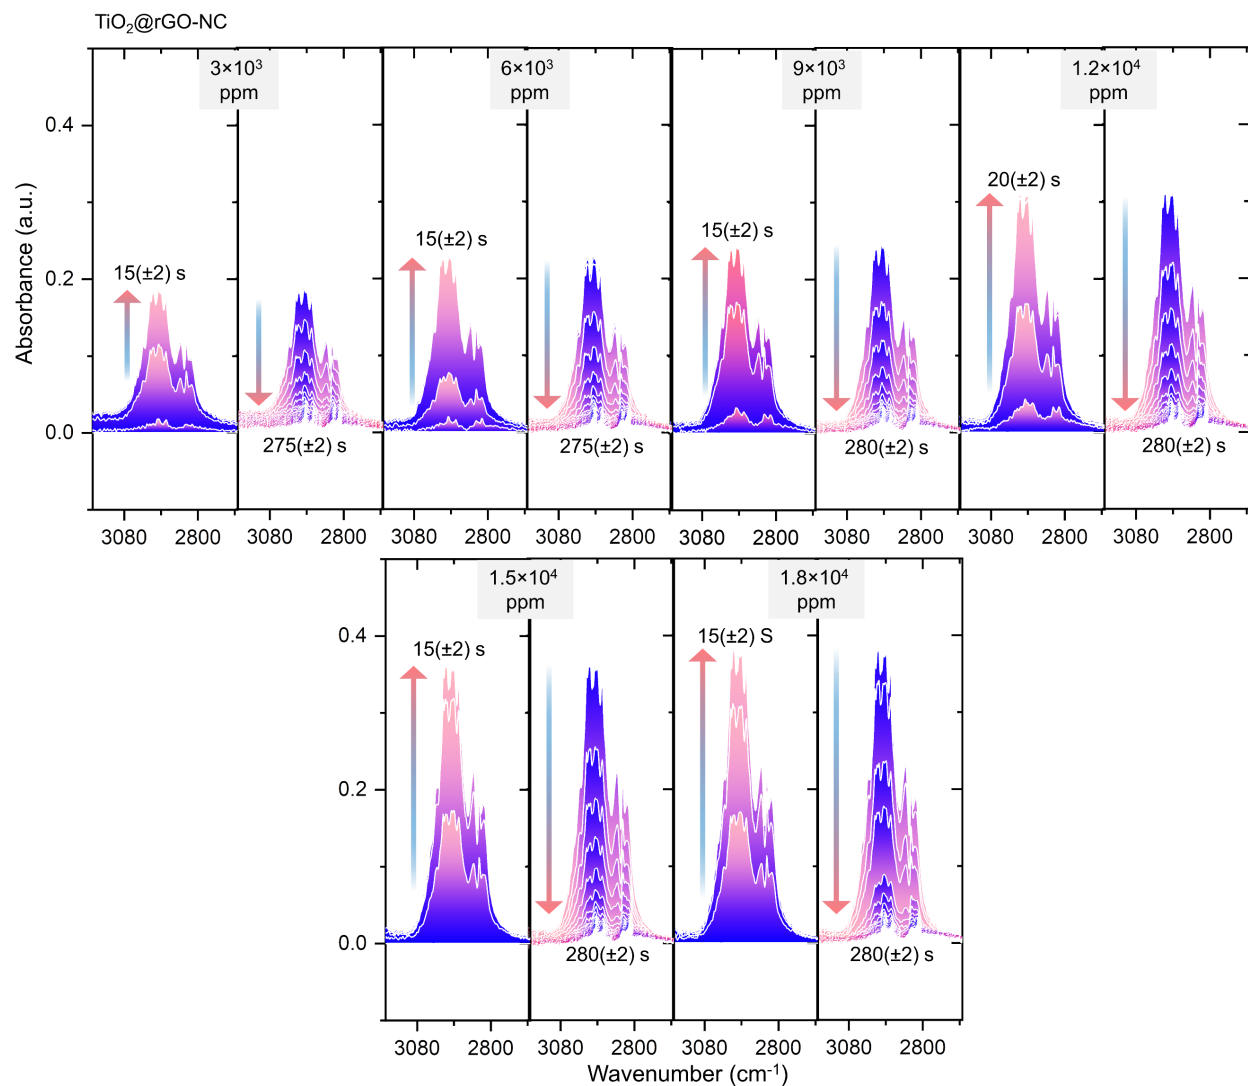 TiO₂@rGO-NC
3×10³
ppm
6×10³
ppm
9×10³
ppm
1.2×10⁴
ppm
0.4
0.2
0.0
Absorbance (a.u.)
15(±2) s
275(±2) s
15(±2) s
275(±2) s
15(±2) s
280(±2) s
20(±2) s
280(±2) s
3080 2800 3080 2800 3080 2800 3080 2800 3080 2800 3080 2800 3080 2800 3080 2800
1.5×10⁴
ppm
1.8×10⁴
ppm
0.4
0.2
0.0
15(±2) s
280(±2) s
15(±2) S
280(±2) s
3080 2800 3080 2800 3080 2800 3080 2800
Wavenumber (cm⁻¹)